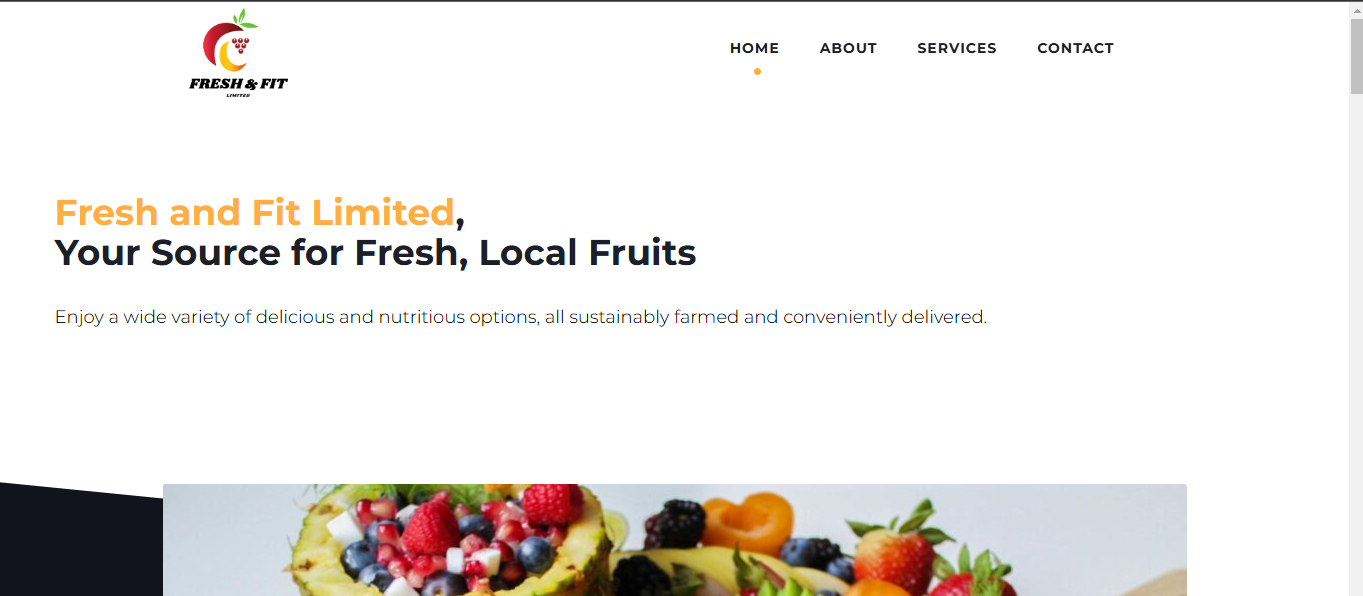 FRESH & FIT
LIMITED
HOME ABOUT SERVICES CONTACT
Fresh and Fit Limited,
Your Source for Fresh, Local Fruits
Enjoy a wide variety of delicious and nutritious options, all sustainably farmed and conveniently delivered.